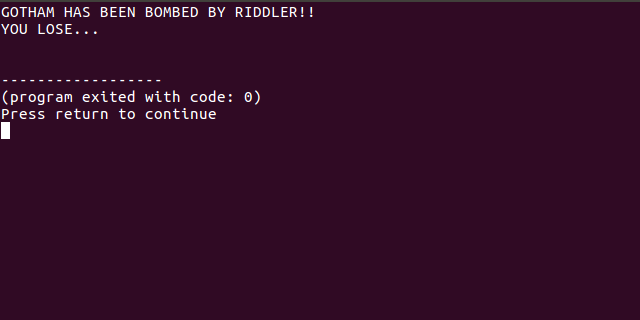 GOTHAM HAS BEEN BOMBED BY RIDDLER!!
YOU LOSE...
------------------
(program exited with code: 0)
Press return to continue